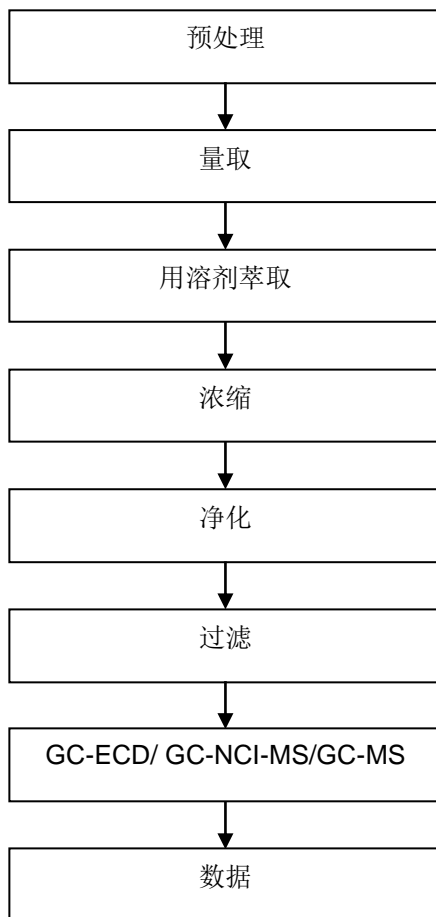 预处理
量取
用溶剂萃取
浓缩
净化
过滤
GC-ECD/ GC-NCI-MS/GC-MS
数据